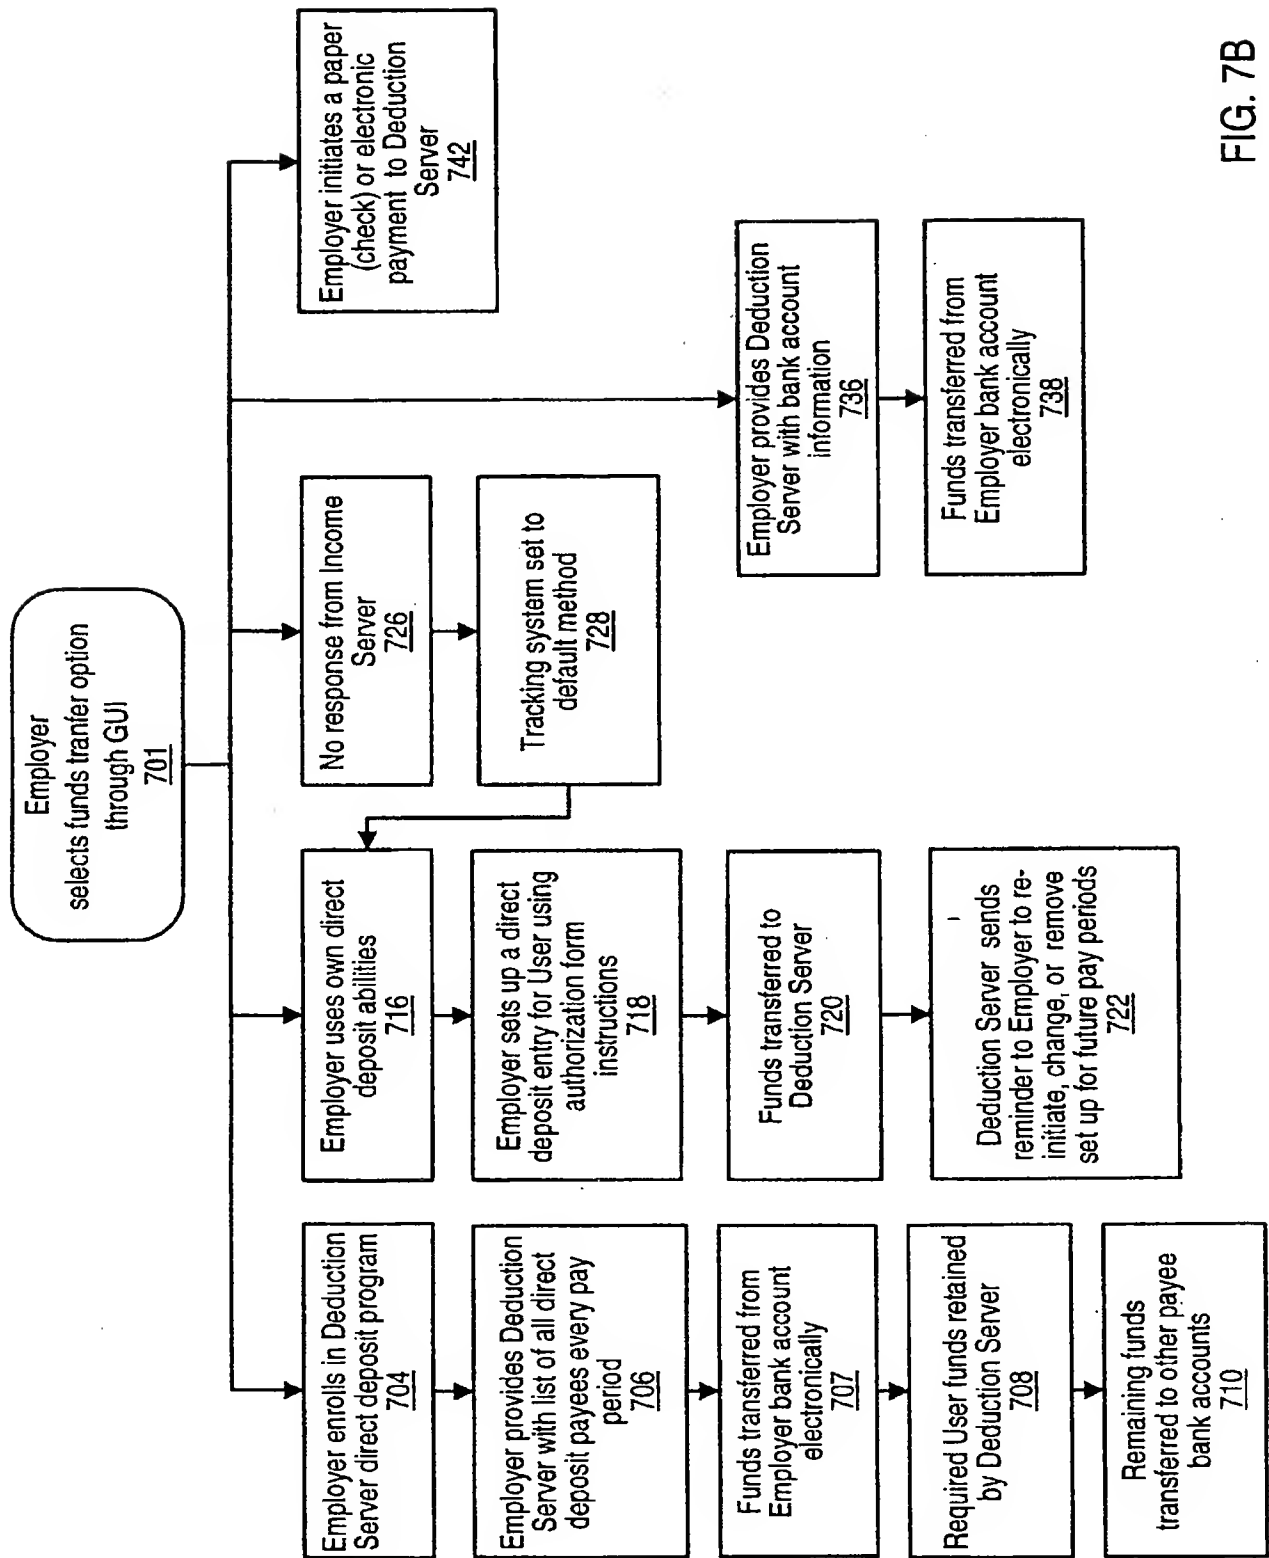 Employer
selects funds tranfer option
through GUI
701
Employer enrolls in Deduction
Server direct deposit program
704
Employer provides Deduction
Server with list of all direct
deposit payees every pay
period
706
Funds transferred from
Employer bank account
electronically
707
Required User funds retained
by Deduction Server
708
Remaining funds
transferred to other payee
bank accounts
710
Employer uses own direct
deposit abilities
716
Employer sets up a direct
deposit entry for User using
authorization form
instructions
718
Funds transferred to
Deduction Server
720
Deduction Server sends
reminder to Employer to re-
initiate, change, or remove
set up for future pay periods
722
No response from Income
Server
726
Tracking system set to
default method
728
Employer provides Deduction
Server with bank account
information
736
Funds transferred from
Employer bank account
electronically
738
Employer initiates a paper
(check) or electronic
payment to Deduction
Server
742
FIG. 7B